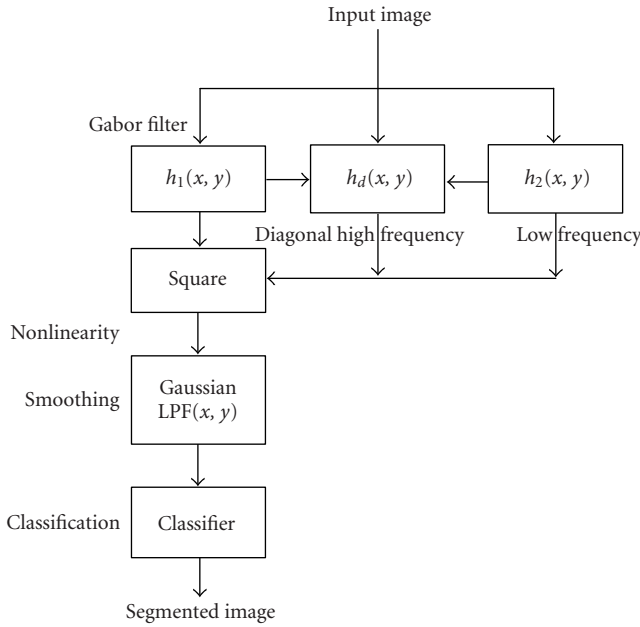 Input image
Gabor filter
h₁(x, y)
h_d(x, y)
h₂(x, y)
Diagonal high frequency
Low frequency
Square
Nonlinearity
Smoothing
Gaussian
LPF(x, y)
Classification
Classifier
Segmented image